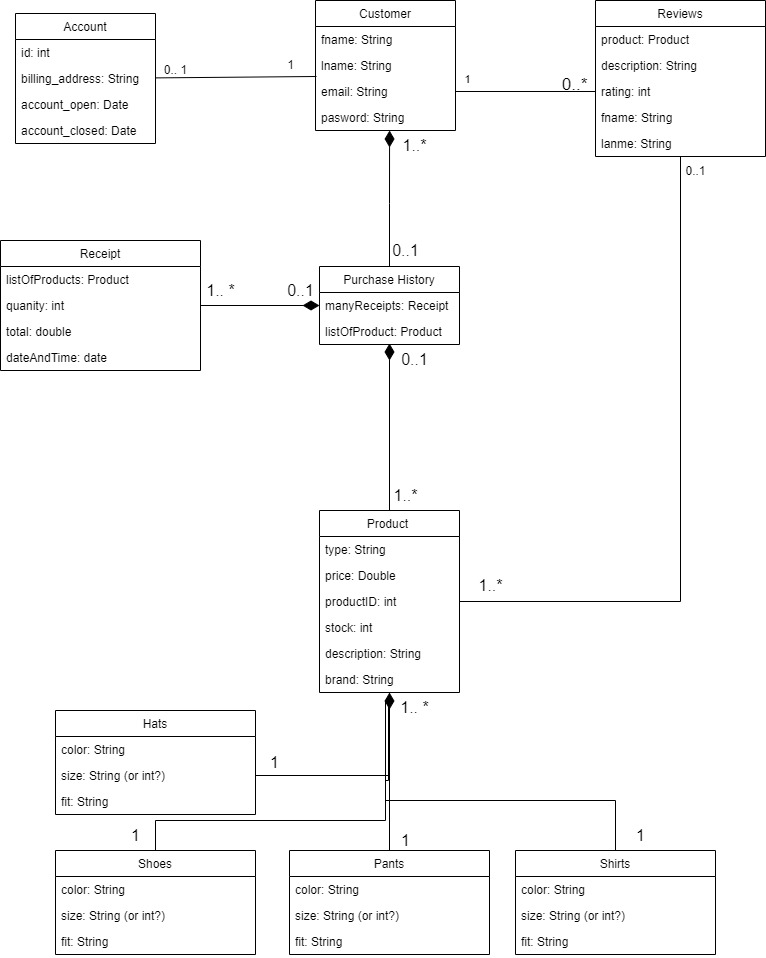 Account
id: int
billing_address: String
account_open: Date
account_closed: Date
0.. 1
1
Customer
fname: String
lname: String
email: String
pasword: String
1
0..*
Reviews
product: Product
description: String
rating: int
fname: String
lanme: String
0..1
1..*
0..1
Receipt
listOfProducts: Product
quanity: int
total: double
dateAndTime: date
1.. *
0..1
Purchase History
manyReceipts: Receipt
listOfProduct: Product
0..1
1..*
Product
type: String
price: Double
productID: int
stock: int
description: String
brand: String
1..*
1.. *
Hats
color: String
size: String (or int?)
fit: String
1
1
Shoes
color: String
size: String (or int?)
fit: String
1
Pants
color: String
size: String (or int?)
fit: String
1
Shirts
color: String
size: String (or int?)
fit: String